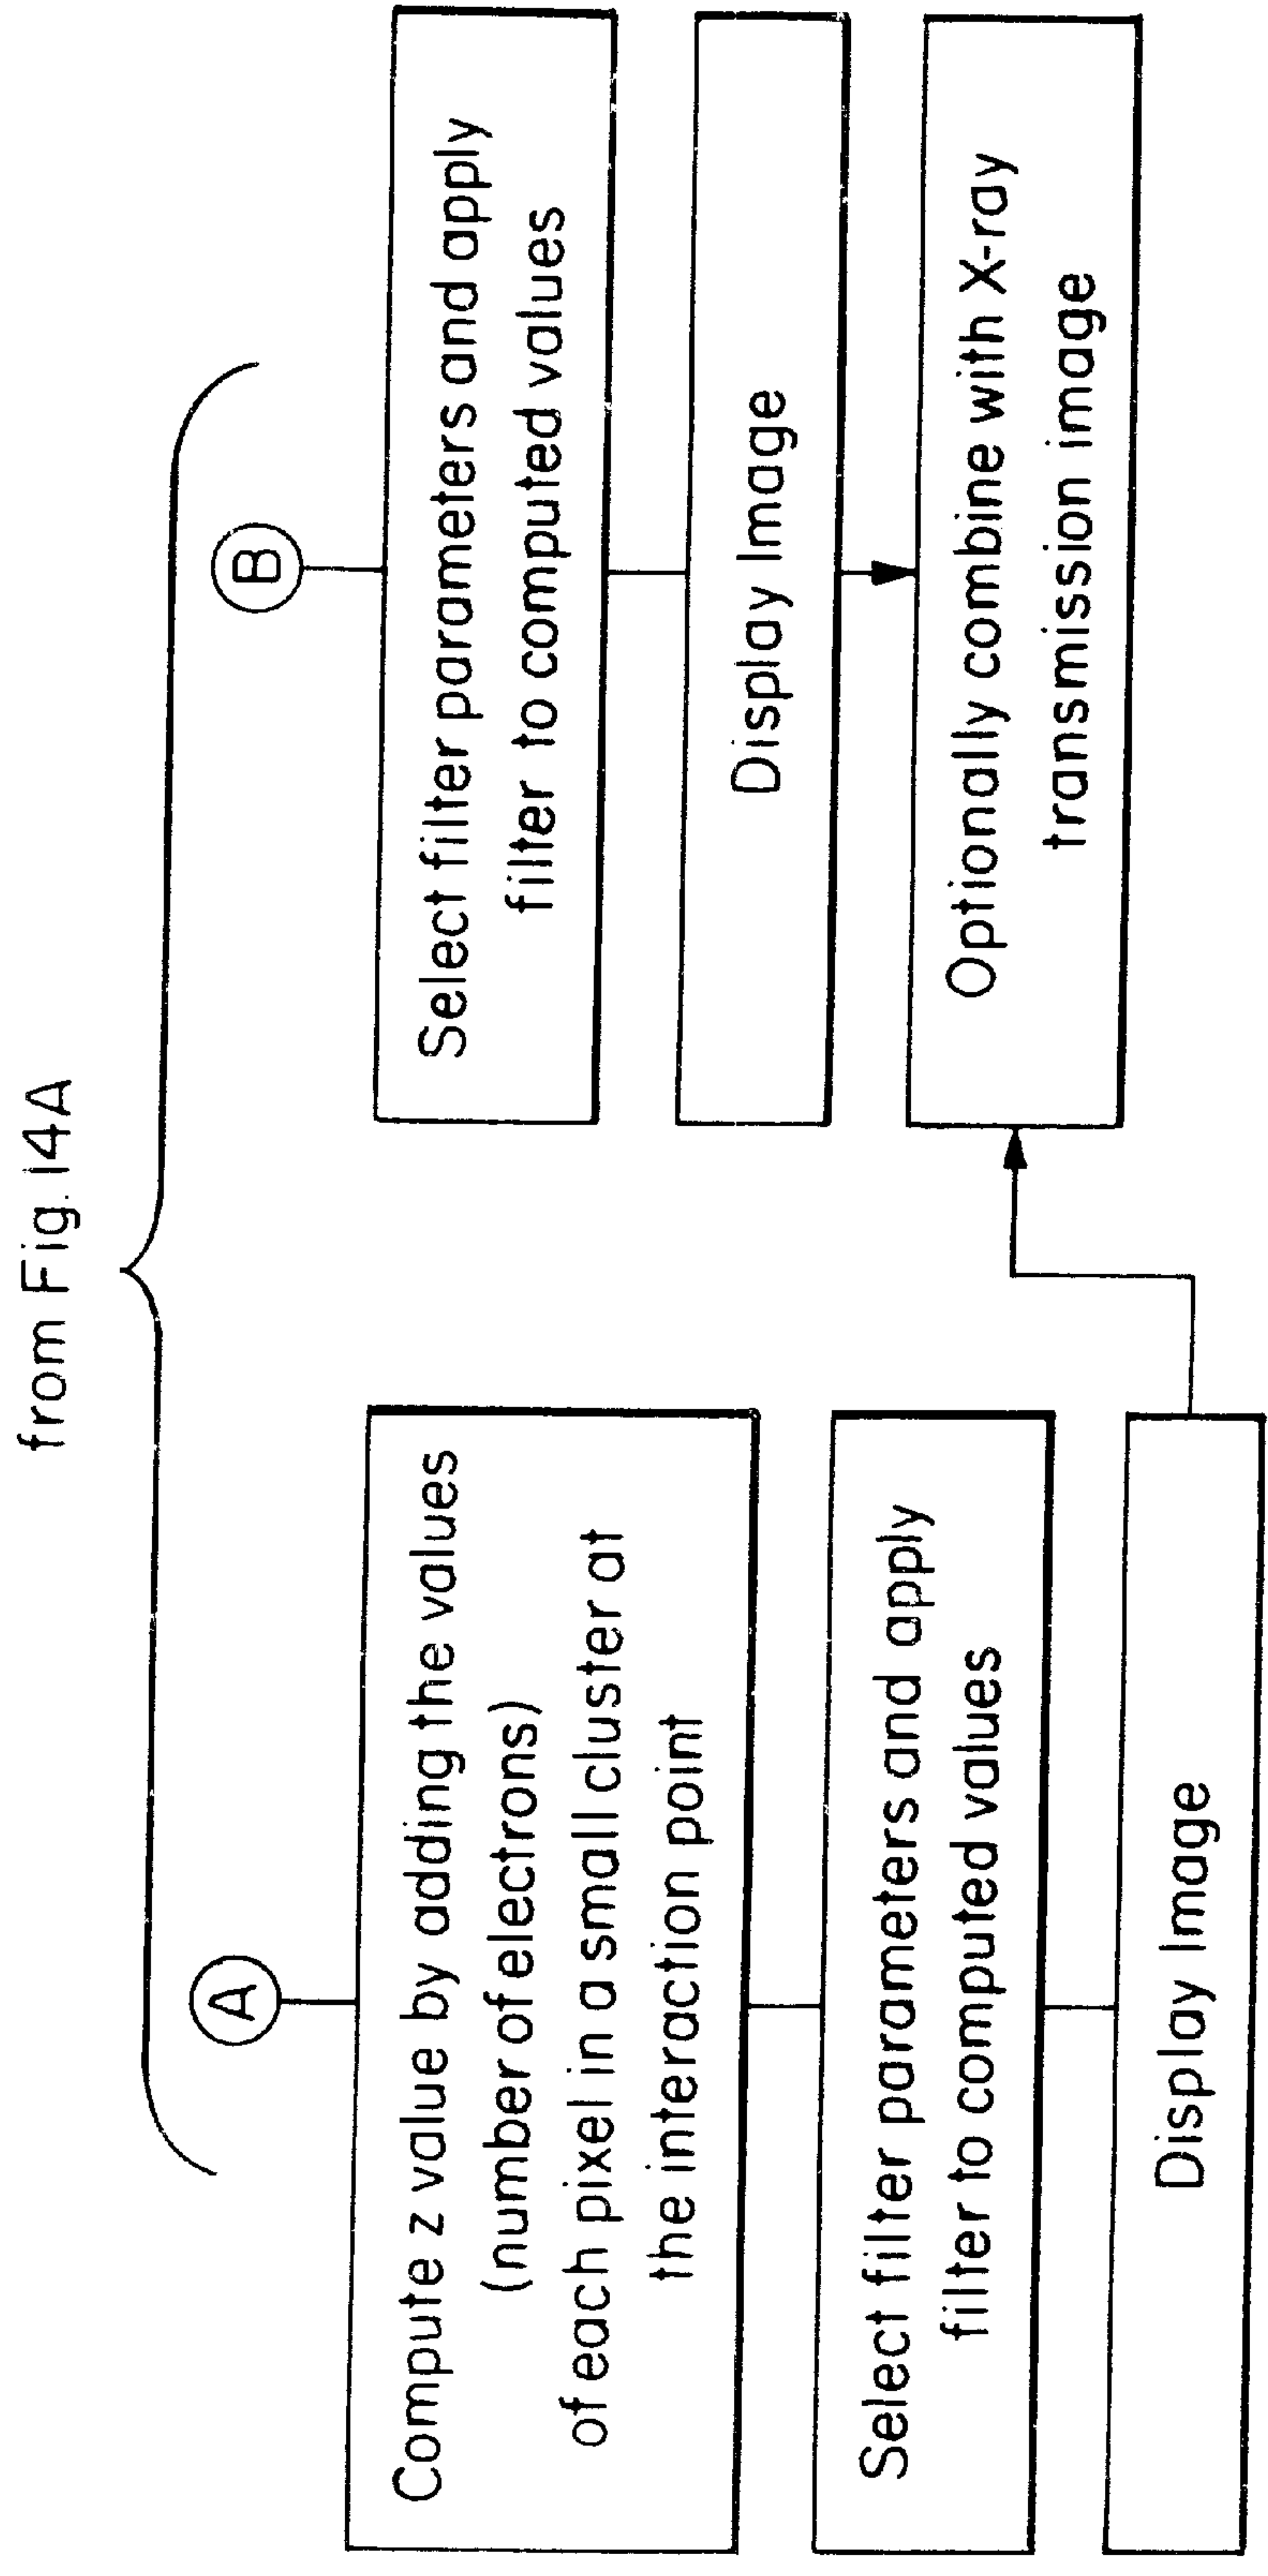 from Fig. 14A
A
Compute z value by adding the values
(number of electrons)
of each pixel in a small cluster at
the interaction point
Select filter parameters and apply
filter to computed values
Display Image
B
Select filter parameters and apply
filter to computed values
Display Image
Optionally combine with X-ray
transmission image